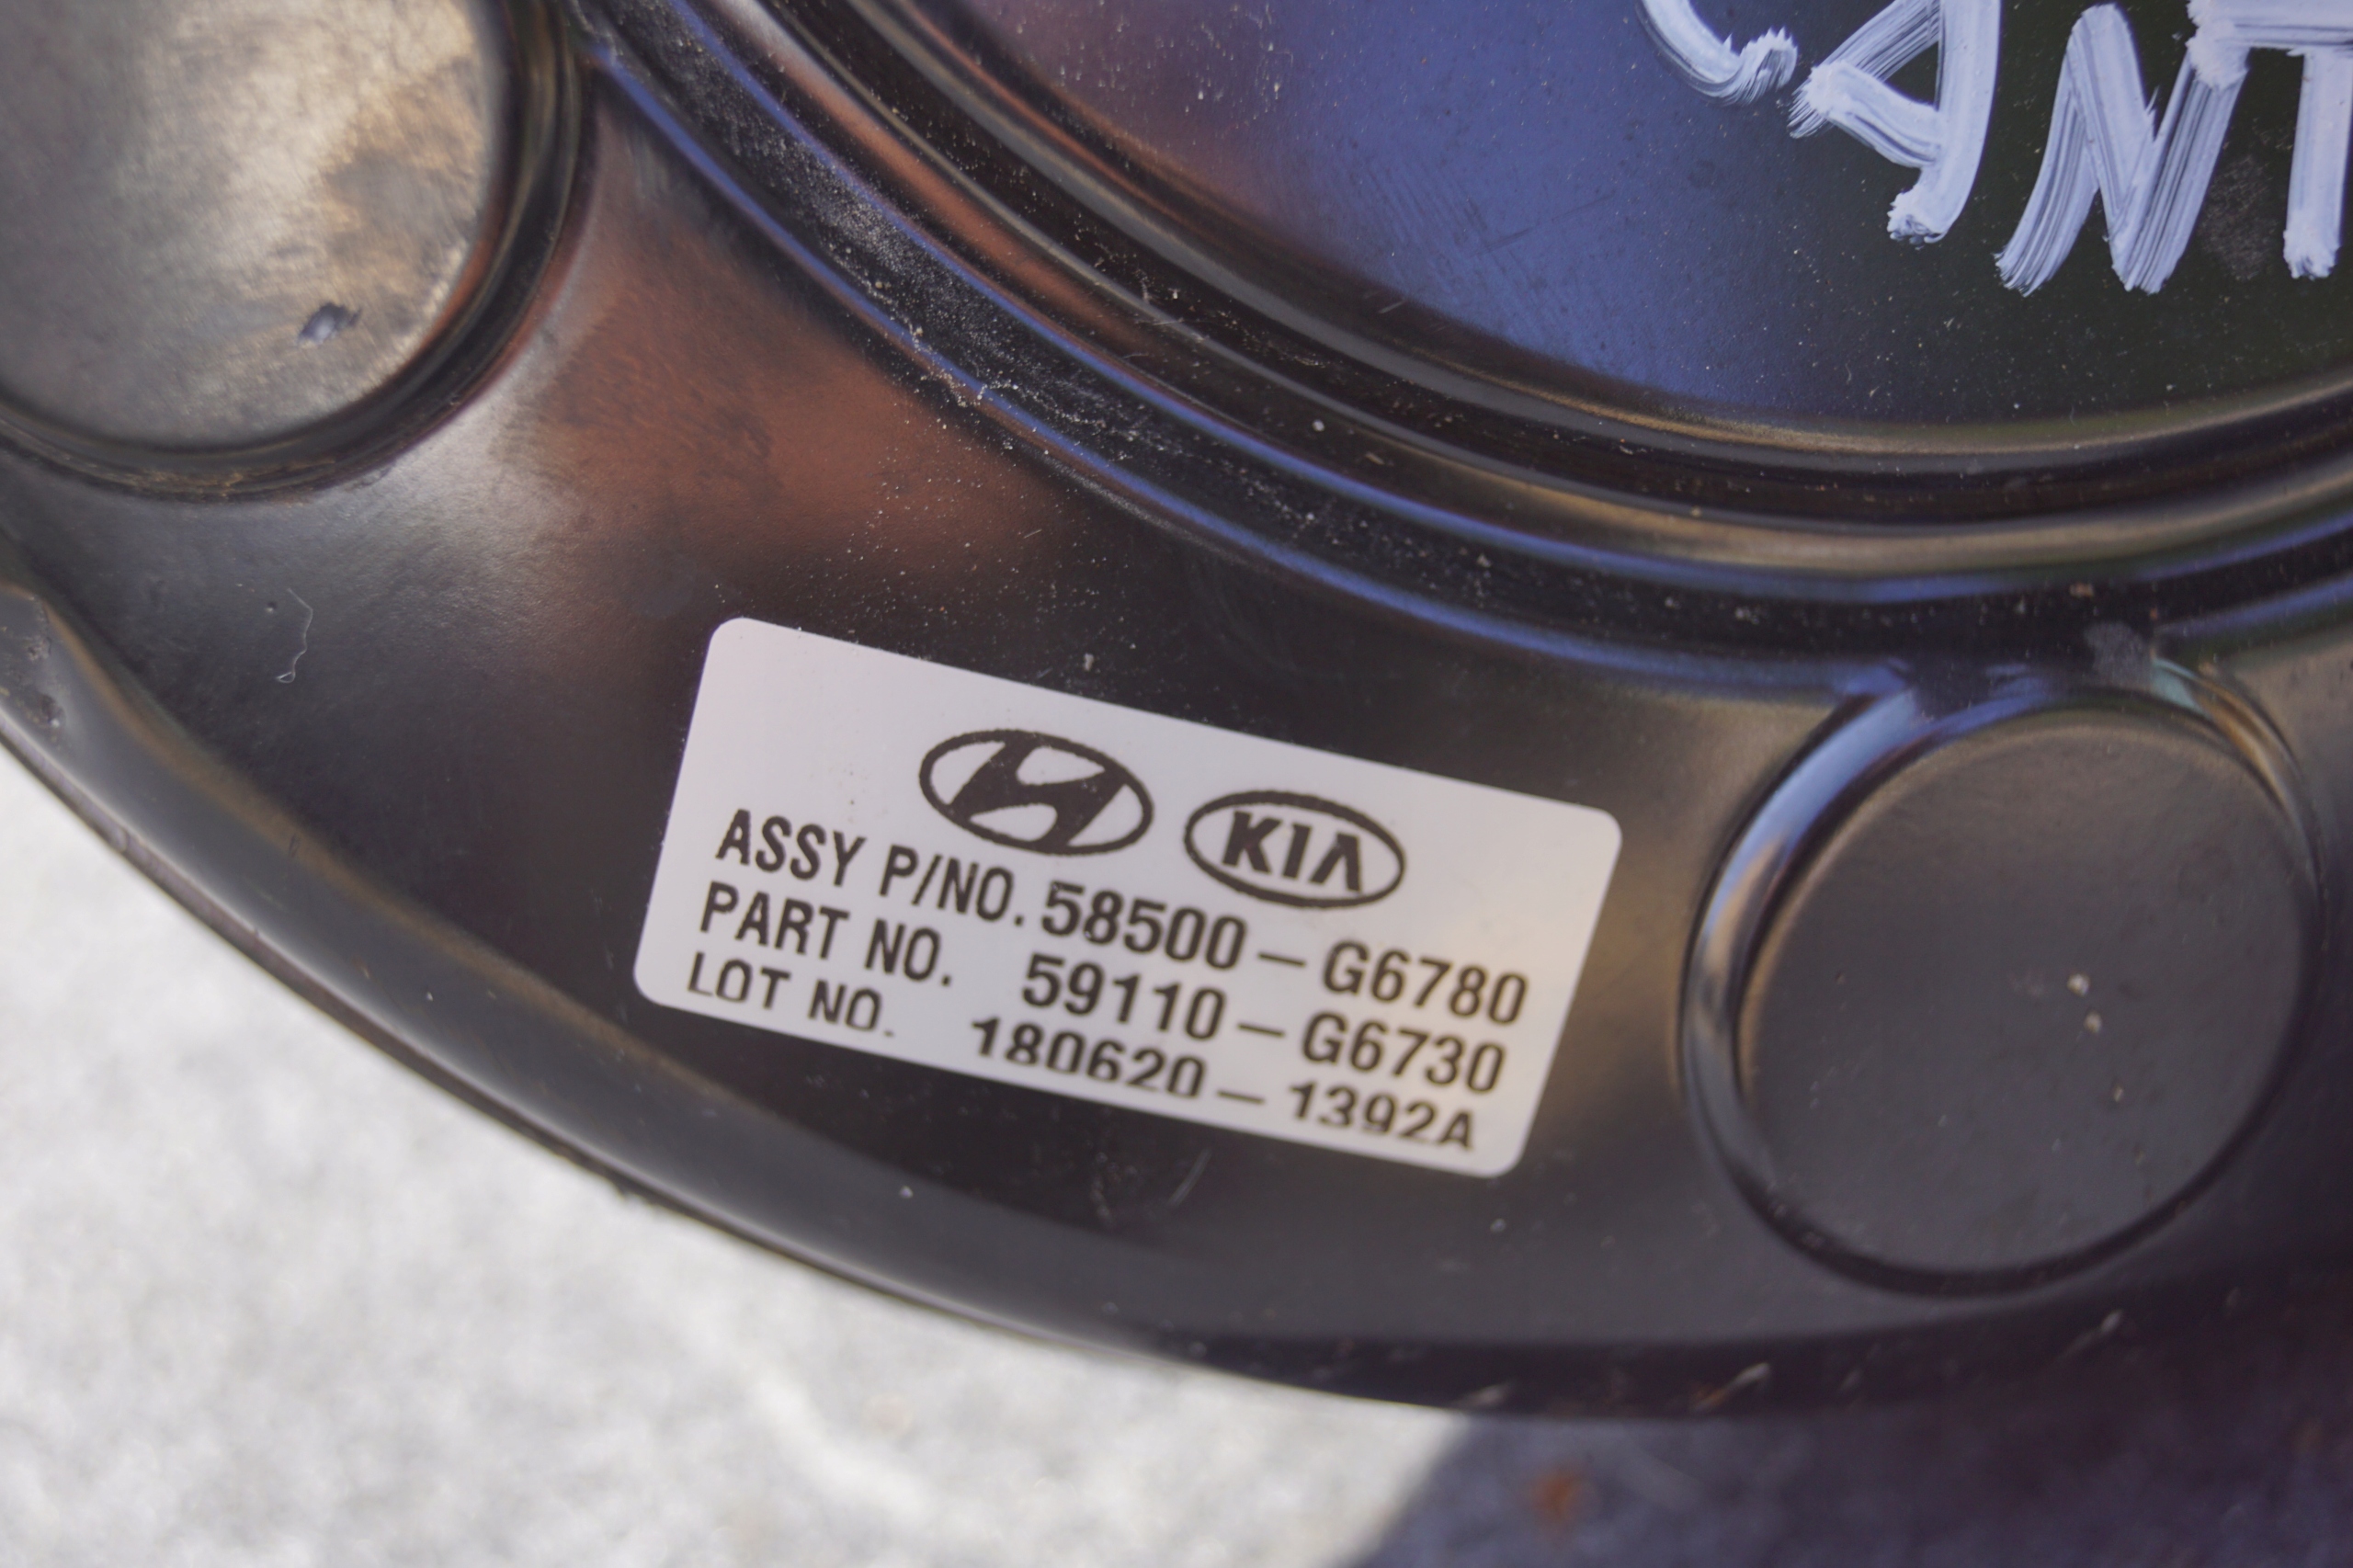 CANT
KIA
ASSY P/NO. 58500-G6780
PART NO. 59110-G6730
LOT NO. 180620-1392A